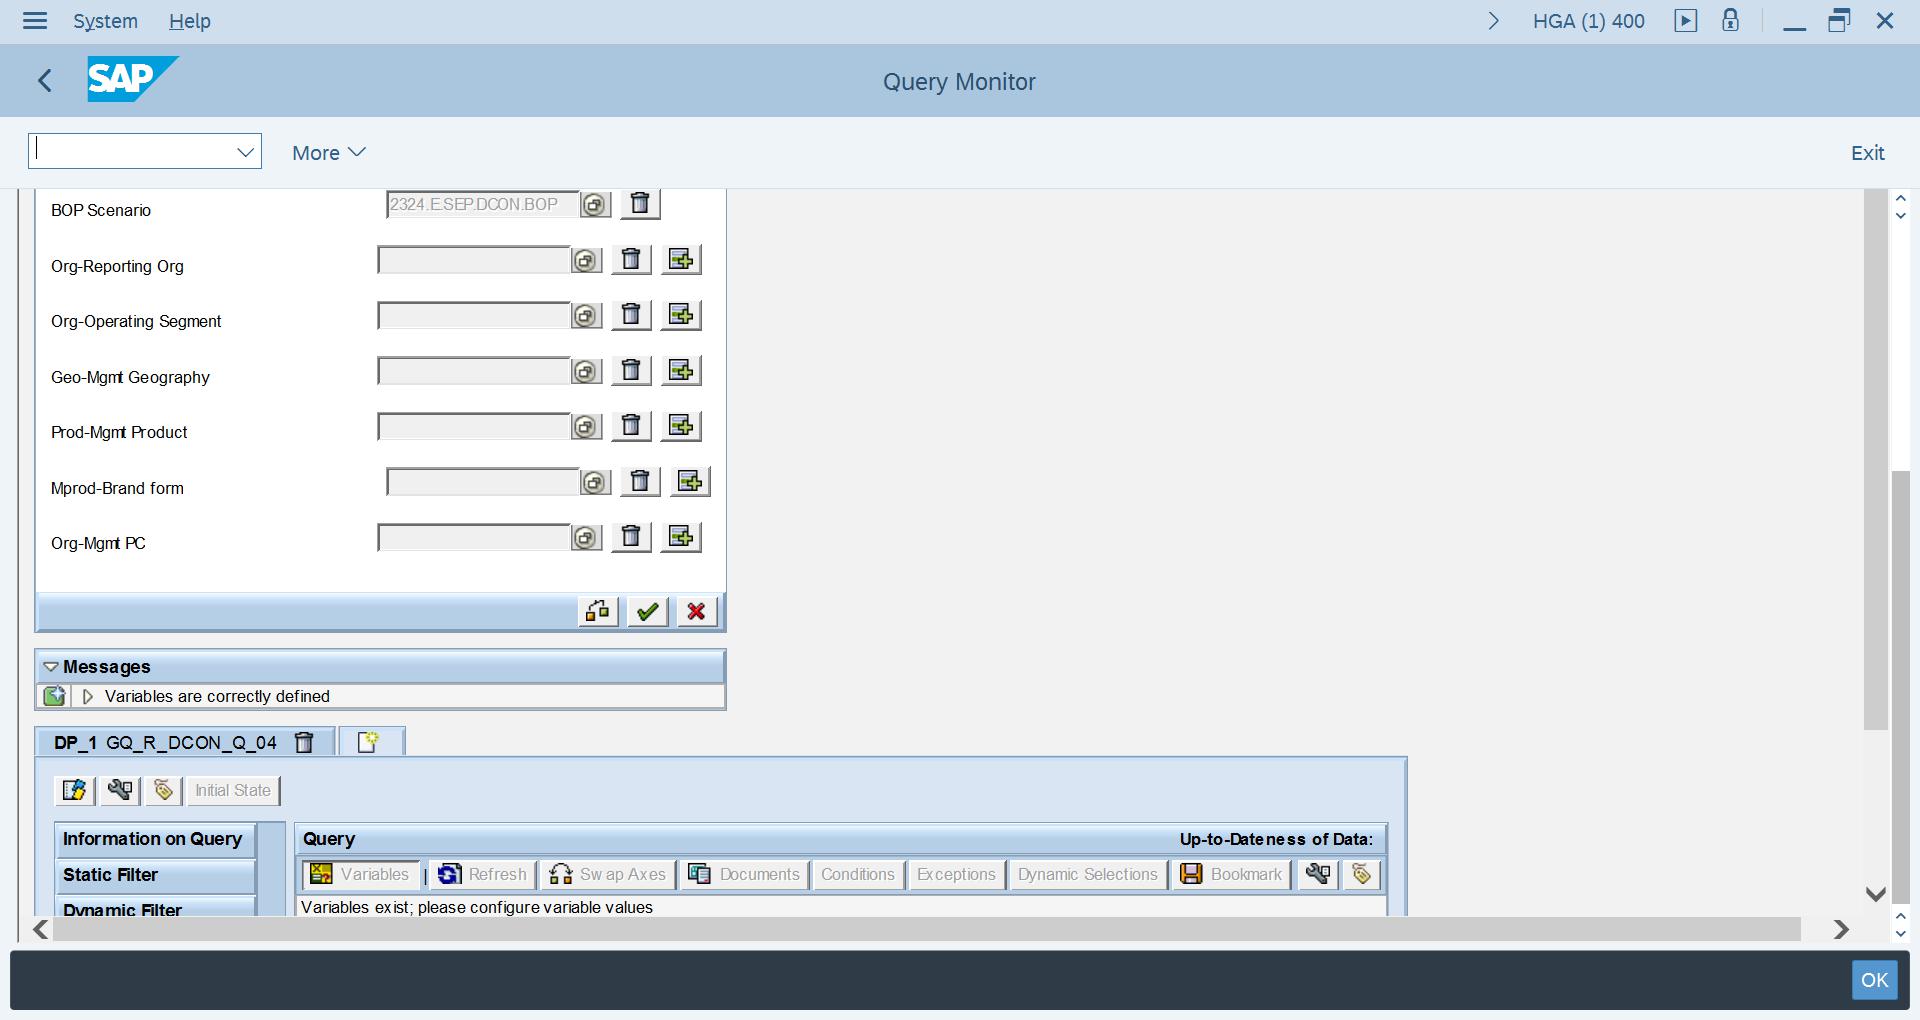 System Help HGA (1) 400
SAP Query Monitor
More Exit
BOP Scenario 2324.E.SEP.DCON.BOP
Org-Reporting Org
Org-Operating Segment
Geo-Mgmt Geography
Prod-Mgmt Product
Mprod-Brand form
Org-Mgmt PC
Messages
Variables are correctly defined
DP_1 GQ_R_DCON_Q_04
Initial State
Information on Query Query Up-to-Dateness of Data:
Static Filter Variables | Refresh Swap Axes Documents Conditions Exceptions Dynamic Selections Bookmark
Dynamic Filter Variables exist; please configure variable values
OK